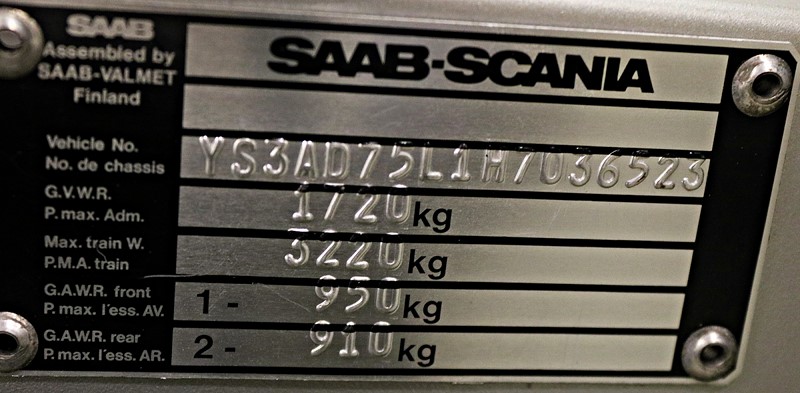 SAAB
Assembled by
SAAB-VALMET
Finland
SAAB-SCANIA
Vehicle No.
No. de chassis
YS3AD75L1H7036523
G.V.W.R.
P. max. Adm.
1720 kg
Max. train W.
P.M.A. train
3220 kg
G.A.W.R. front
P. max. l'ess. AV.
1 - 950 kg
G.A.W.R. rear
P. max. l'ess. AR.
2 - 910 kg